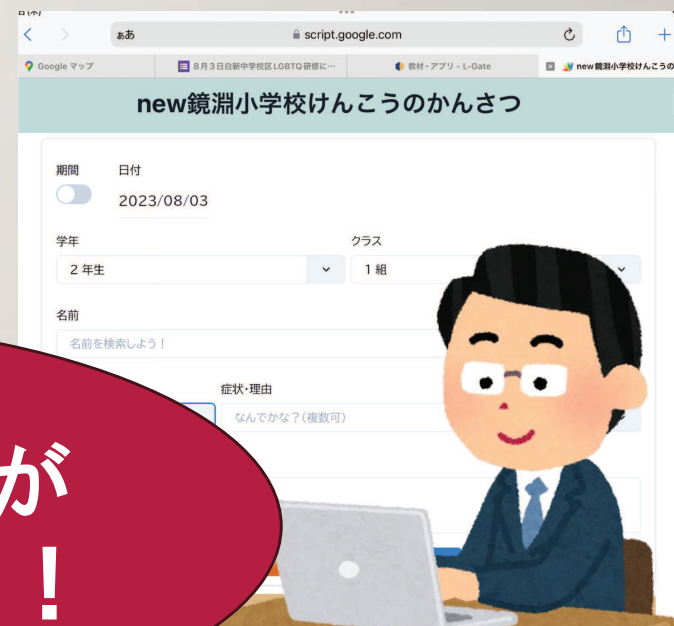 ぁあ
script.google.com
Google マップ
8月3日白新中学校区LGBTQ研修に…
教材・アプリ - L-Gate
new鏡淵小学校けんこうの
new鏡淵小学校けんこうのかんさつ
期間
日付
2023/08/03
学年
クラス
2年生
1組
名前
名前を検索しよう！
症状・理由
なんでかな？(複数可)
が
！